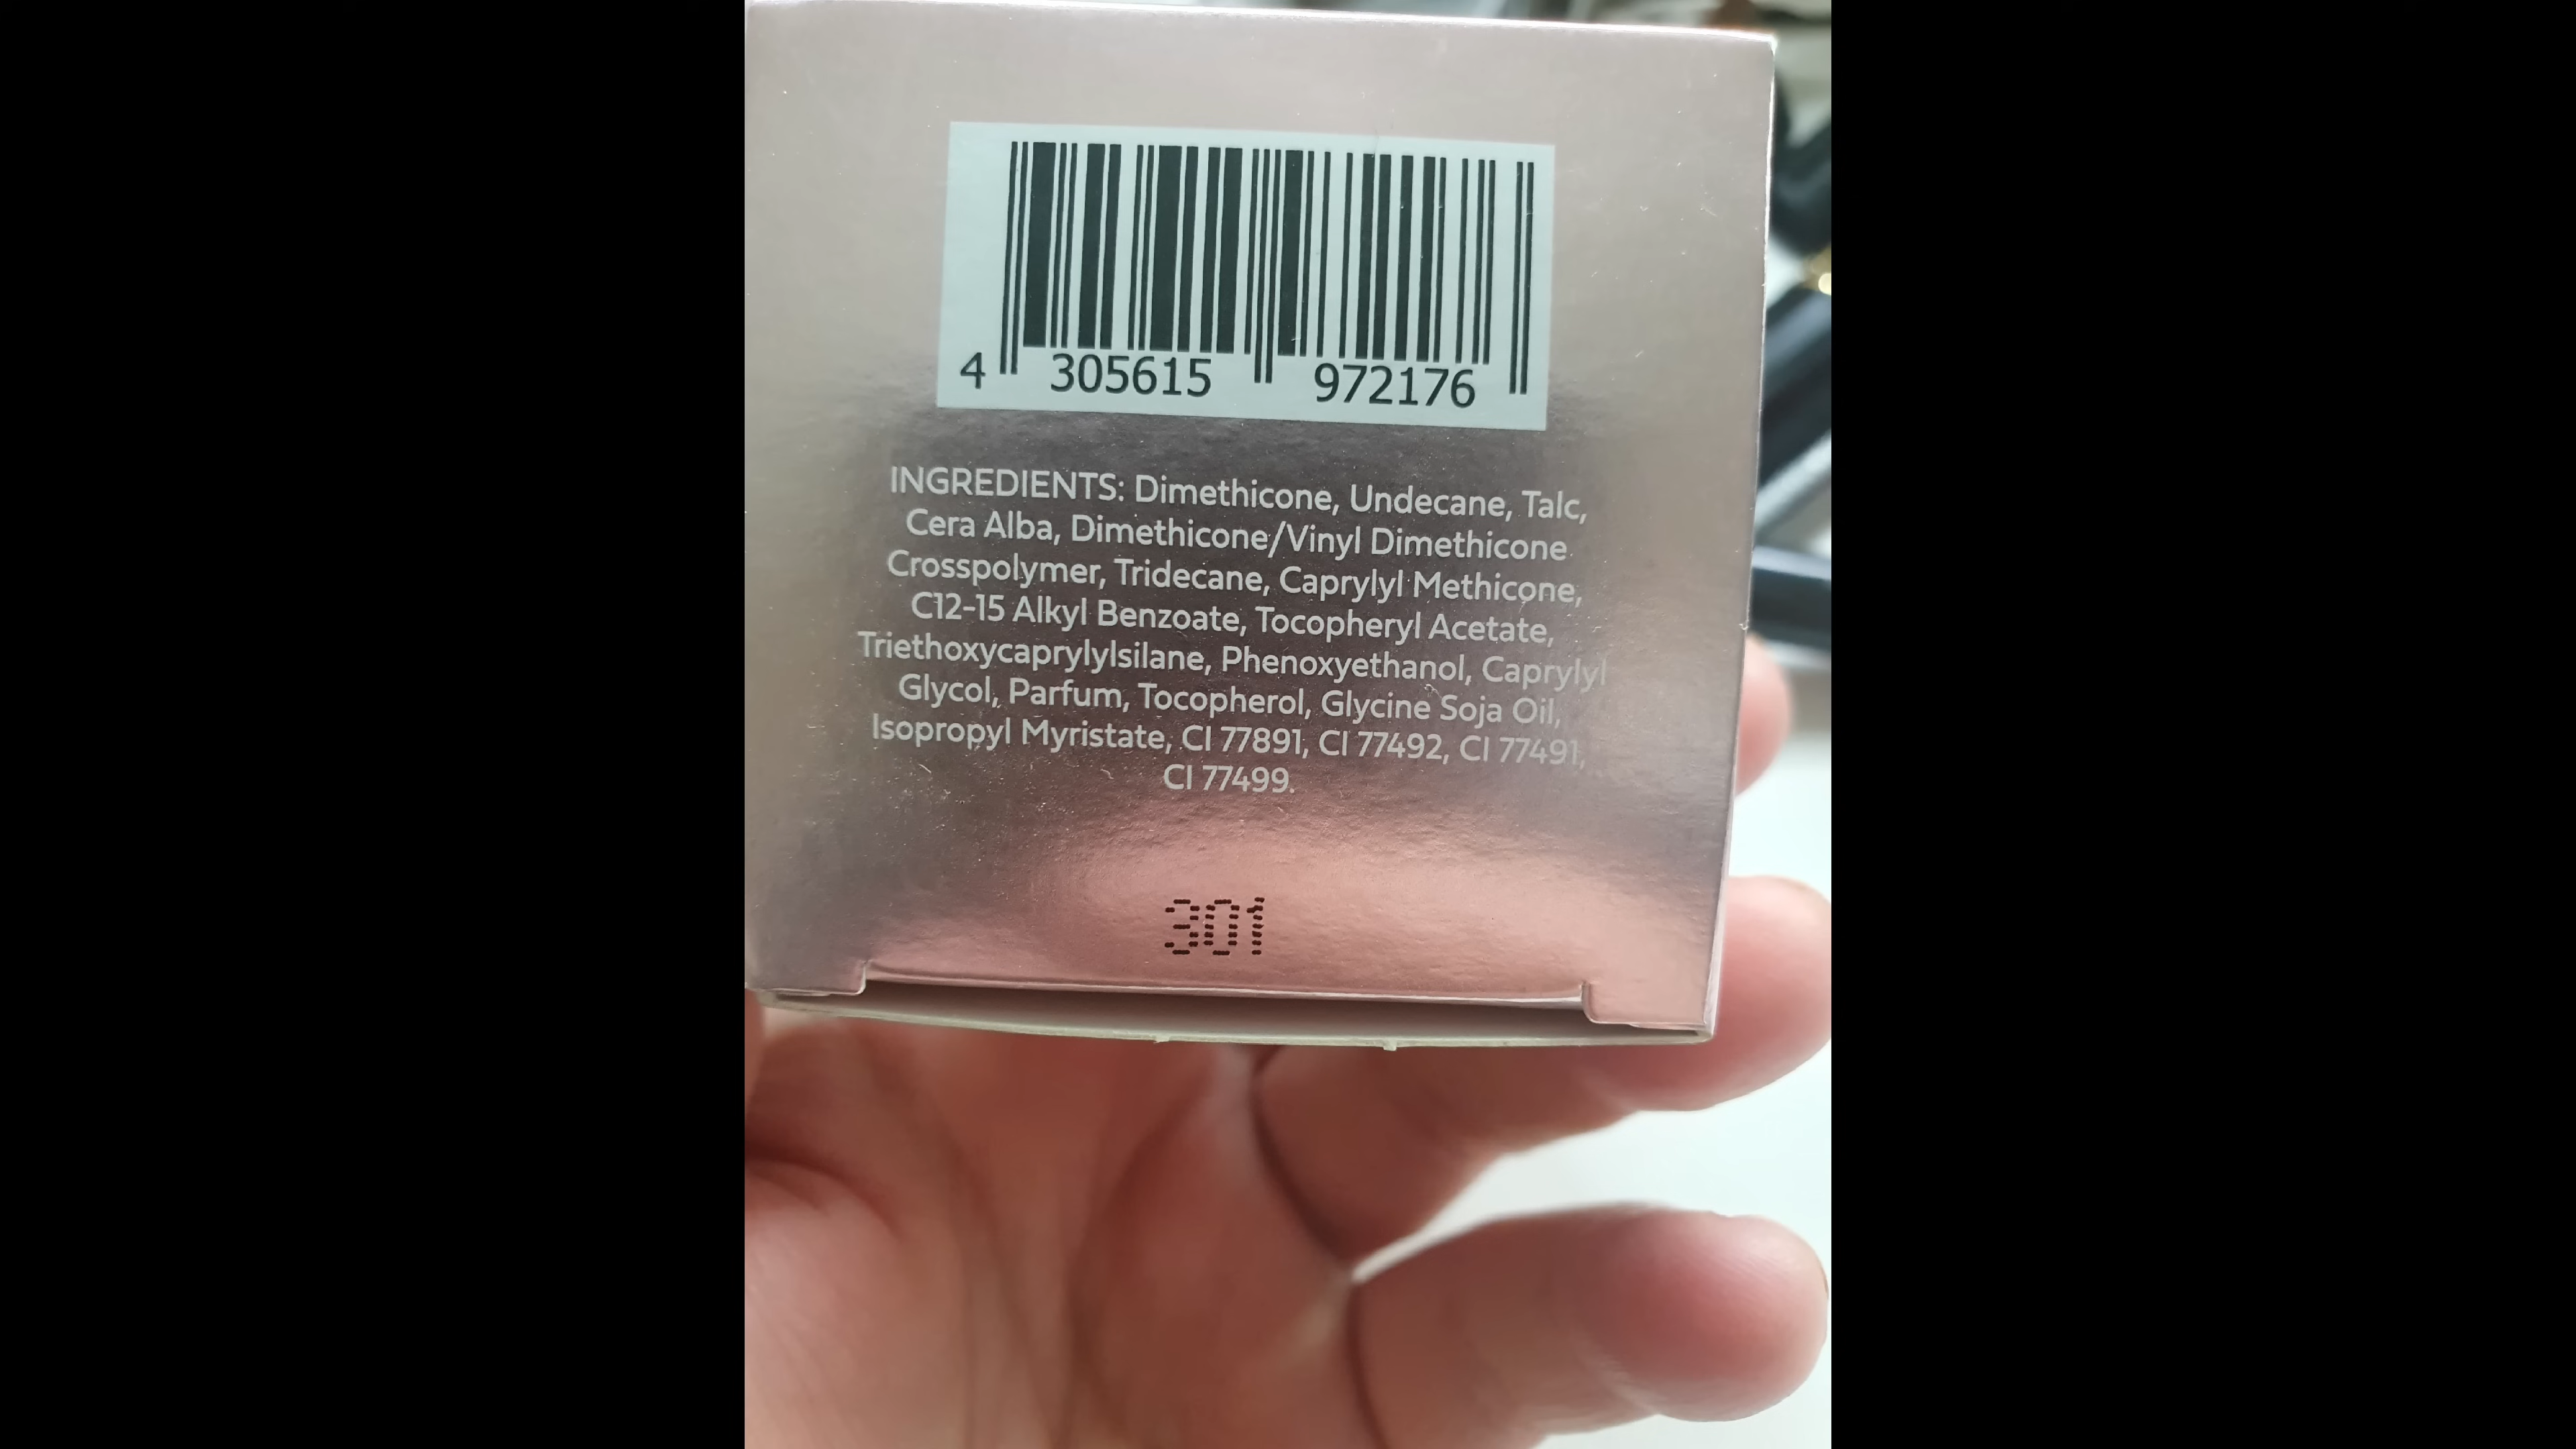 4 305615 972176
INGREDIENTS: Dimethicone, Undecane, Talc,
Cera Alba, Dimethicone/Vinyl Dimethicone
Crosspolymer, Tridecane, Caprylyl Methicone,
C12-15 Alkyl Benzoate, Tocopheryl Acetate,
Triethoxycaprylylsilane, Phenoxyethanol, Caprylyl
Glycol, Parfum, Tocopherol, Glycine Soja Oil,
Isopropyl Myristate, CI 77891, CI 77492, CI 77491,
CI 77499.
301